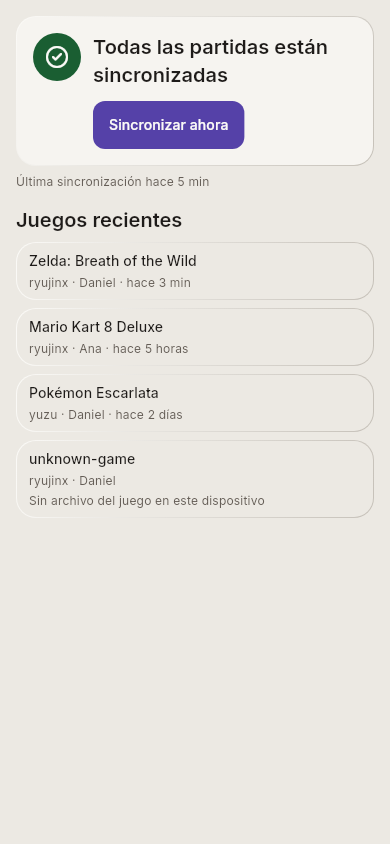 Todas las partidas están
sincronizadas
Sincronizar ahora
Última sincronización hace 5 min
Juegos recientes
Zelda: Breath of the Wild
ryujinx · Daniel · hace 3 min
Mario Kart 8 Deluxe
ryujinx · Ana · hace 5 horas
Pokémon Escarlata
yuzu · Daniel · hace 2 días
unknown-game
ryujinx · Daniel
Sin archivo del juego en este dispositivo